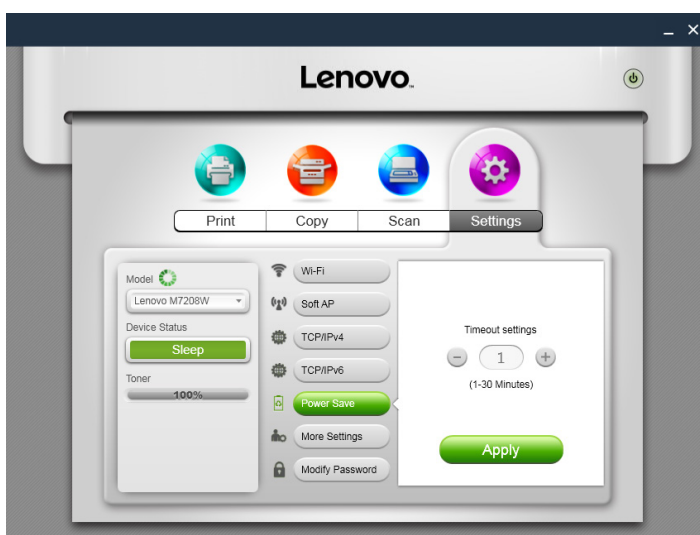 Lenovo
Print
Copy
Scan
Settings
Model
Lenovo M7208W
Device Status
Sleep
Toner
100%
Wi-Fi
Soft AP
TCP/IPv4
TCP/IPv6
Power Save
More Settings
Modify Password
Timeout settings
1
(1-30 Minutes)
Apply